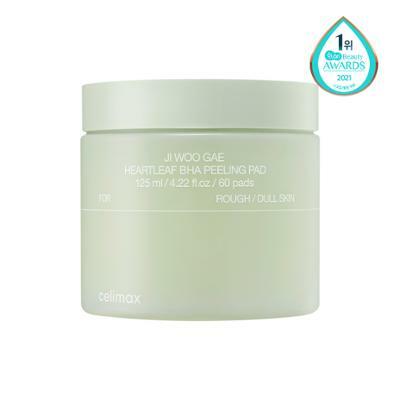 1위
Beauty
AWARDS
2021
JI WOO GAE
HEARTLEAF BHA PEELING PAD
125 ml / 4.22 fl.oz / 60 pads
FOR ROUGH / DULL SKIN
celimax